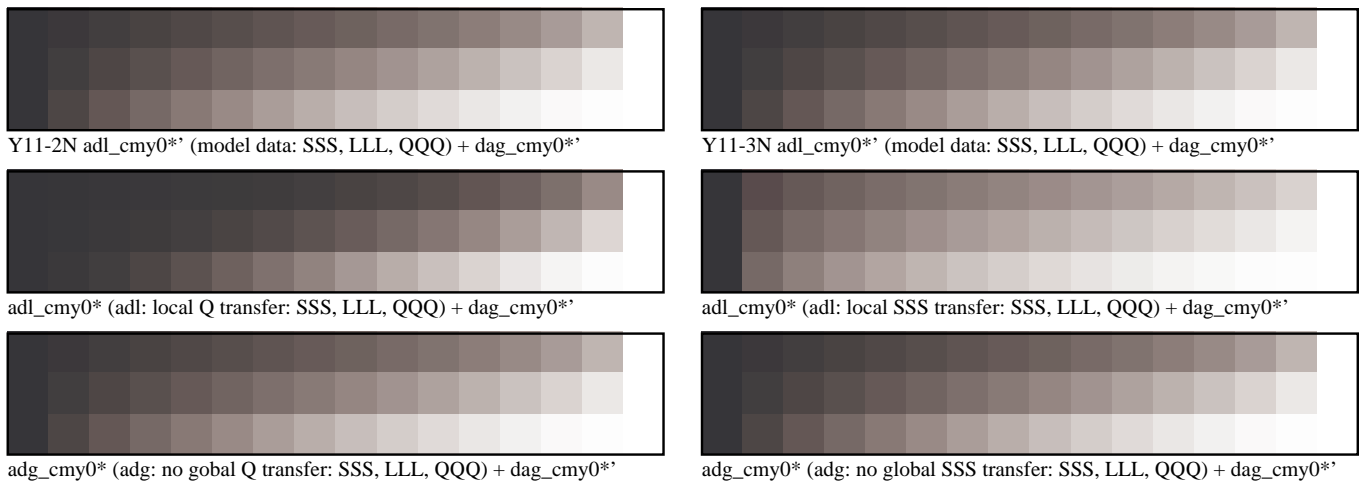 Y11-2N adl_cmy0*’ (model data: SSS, LLL, QQQ) + dag_cmy0*’
Y11-3N adl_cmy0*’ (model data: SSS, LLL, QQQ) + dag_cmy0*’
adl_cmy0* (adl: local Q transfer: SSS, LLL, QQQ) + dag_cmy0*’
adl_cmy0* (adl: local SSS transfer: SSS, LLL, QQQ) + dag_cmy0*’
adg_cmy0* (adg: no gobal Q transfer: SSS, LLL, QQQ) + dag_cmy0*’
adg_cmy0* (adg: no global SSS transfer: SSS, LLL, QQQ) + dag_cmy0*’